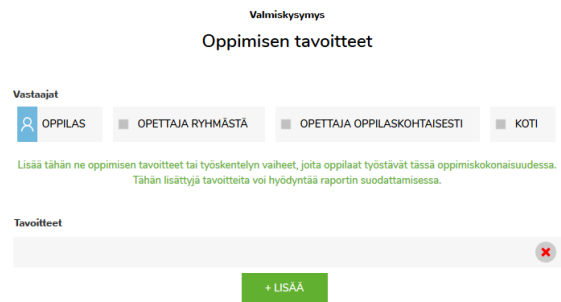 Valmiskysymys
Oppimisen tavoitteet
Vastaajat
OPPILAS OPETTAJA RYHMÄSTÄ OPETTAJA OPPILASKOHTAISESTI KOTI
Lisää tähän ne oppimisen tavoitteet tai työskentelyn vaiheet, joita oppilaat työstävät tässä oppimiskokonaisuudessa.
Tähän lisättyjä tavoitteita voi hyödyntää raportin suodattamisessa.
Tavoitteet
+ LISÄÄ